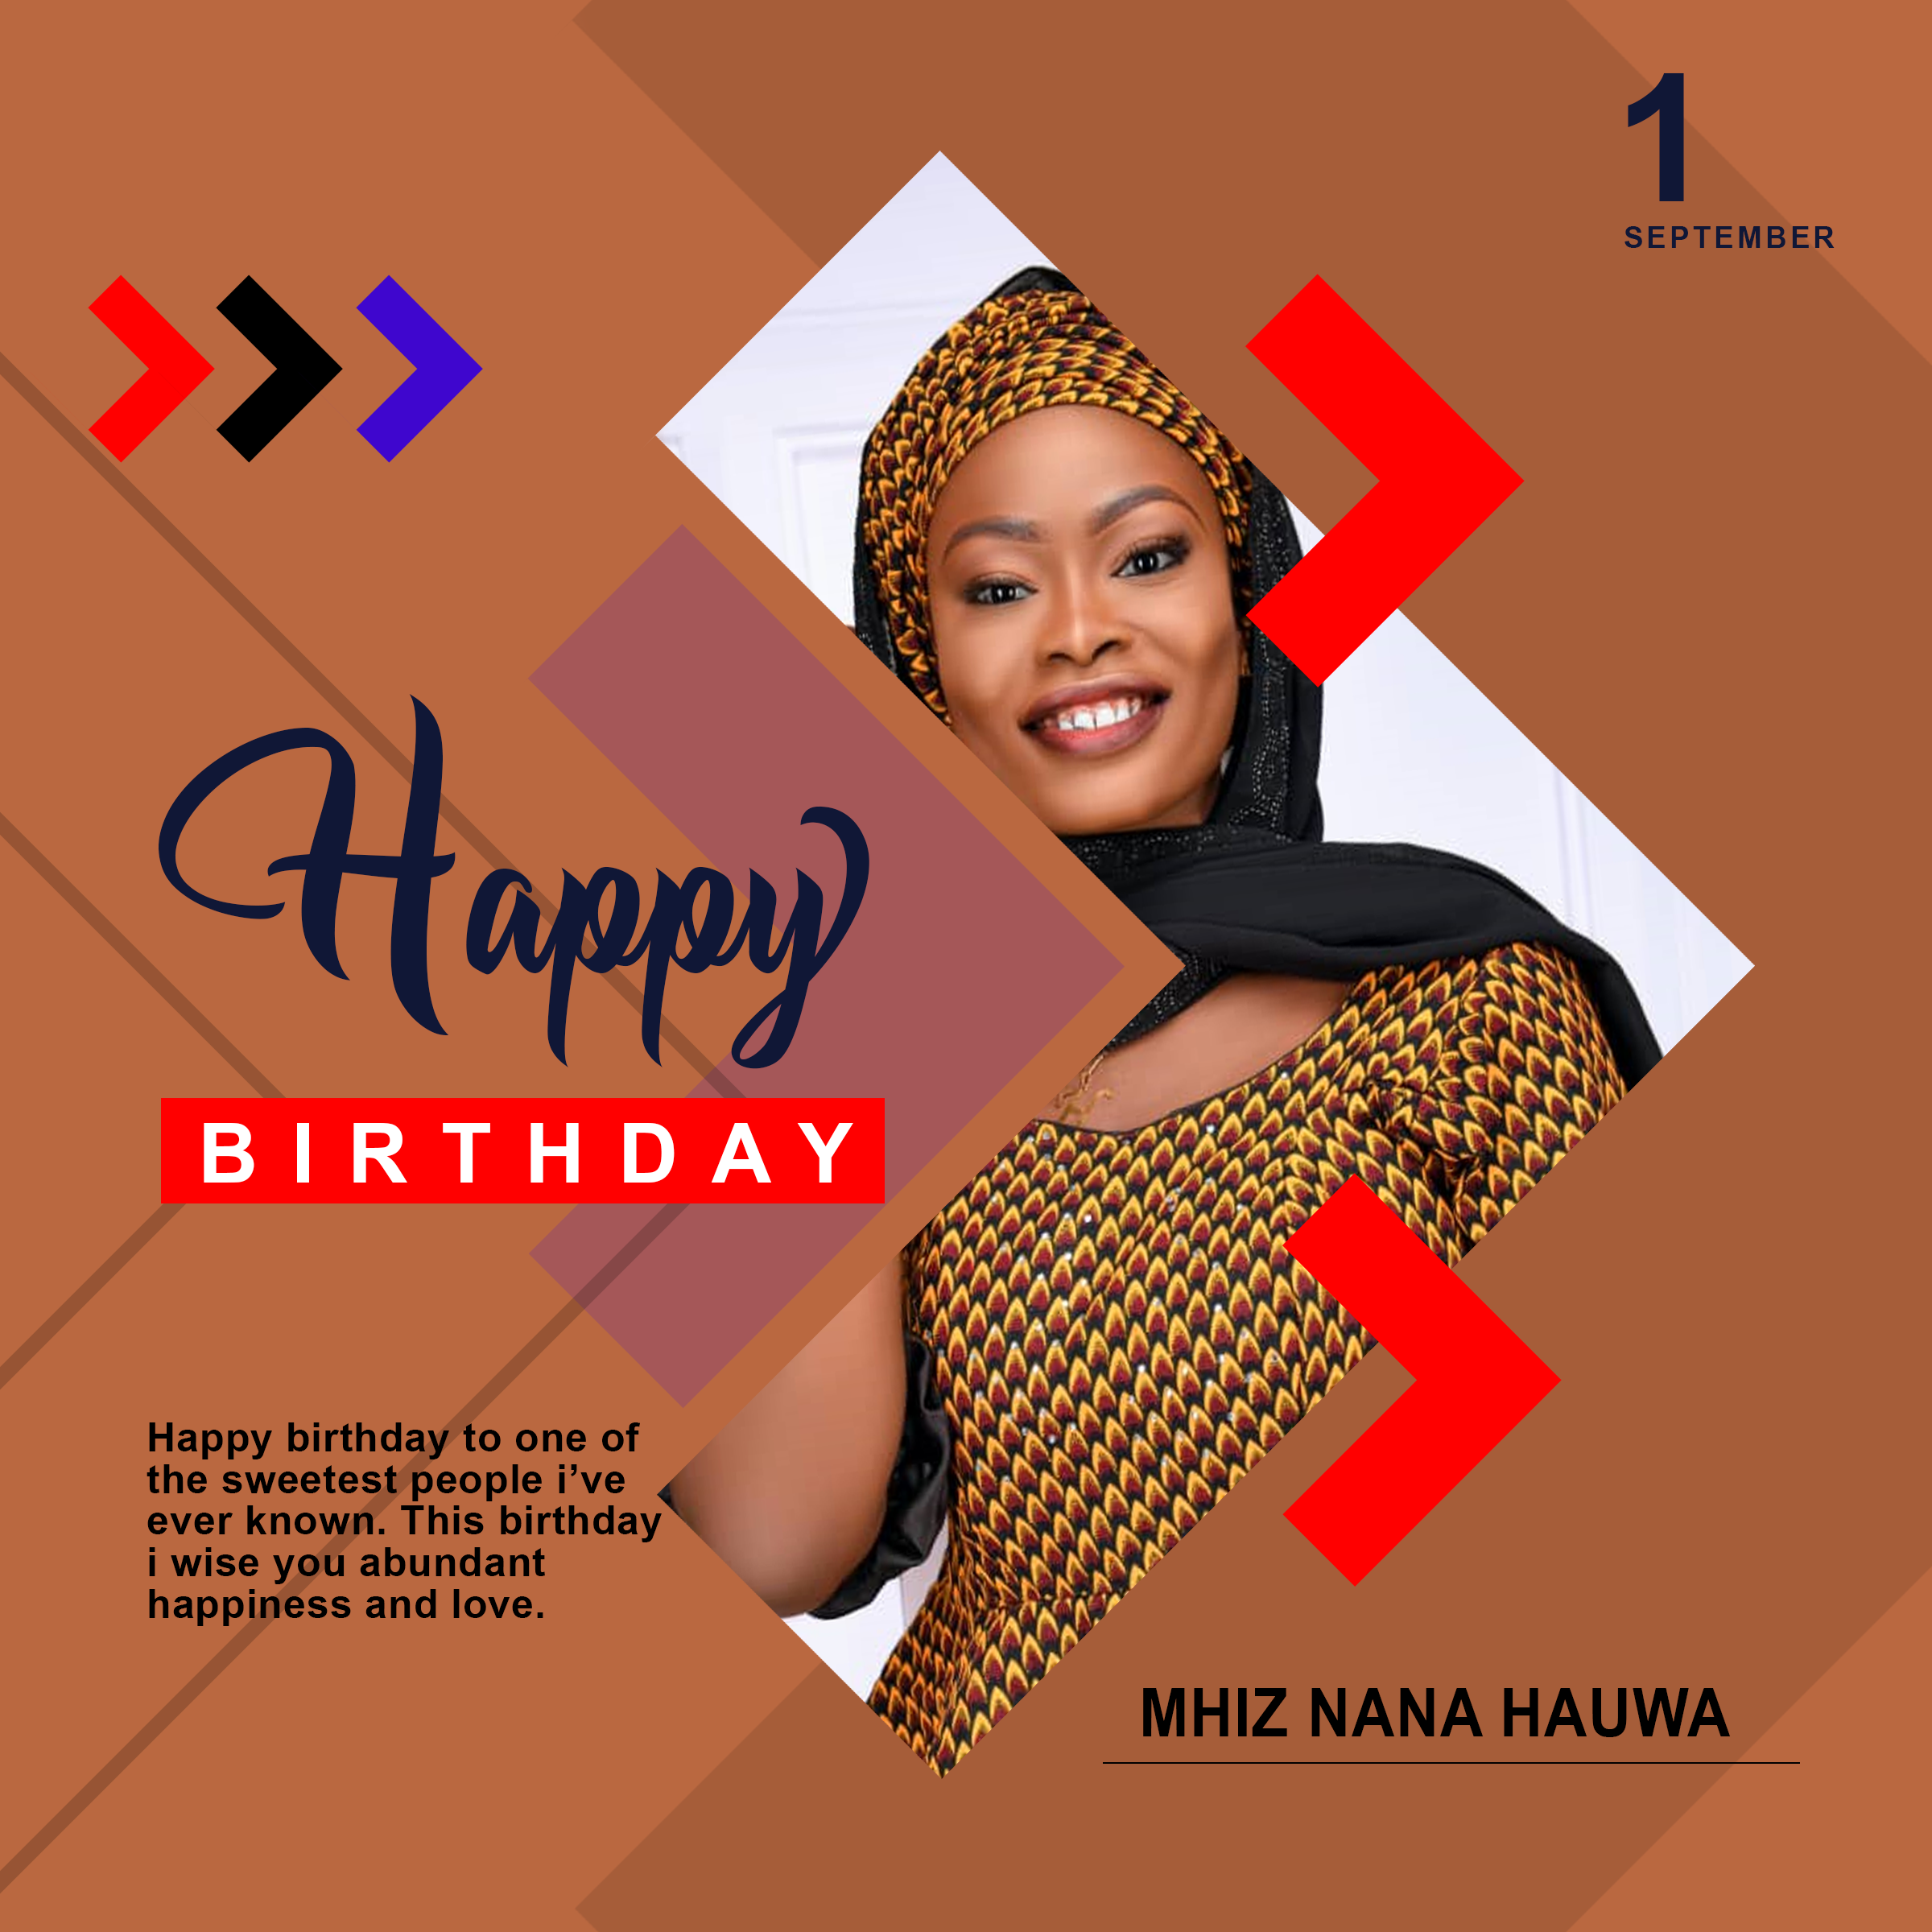 1
SEPTEMBER
Happy
BIRTHDAY
Happy birthday to one of
the sweetest people i’ve
ever known. This birthday
i wise you abundant
happiness and love.
MHIZ NANA HAUWA